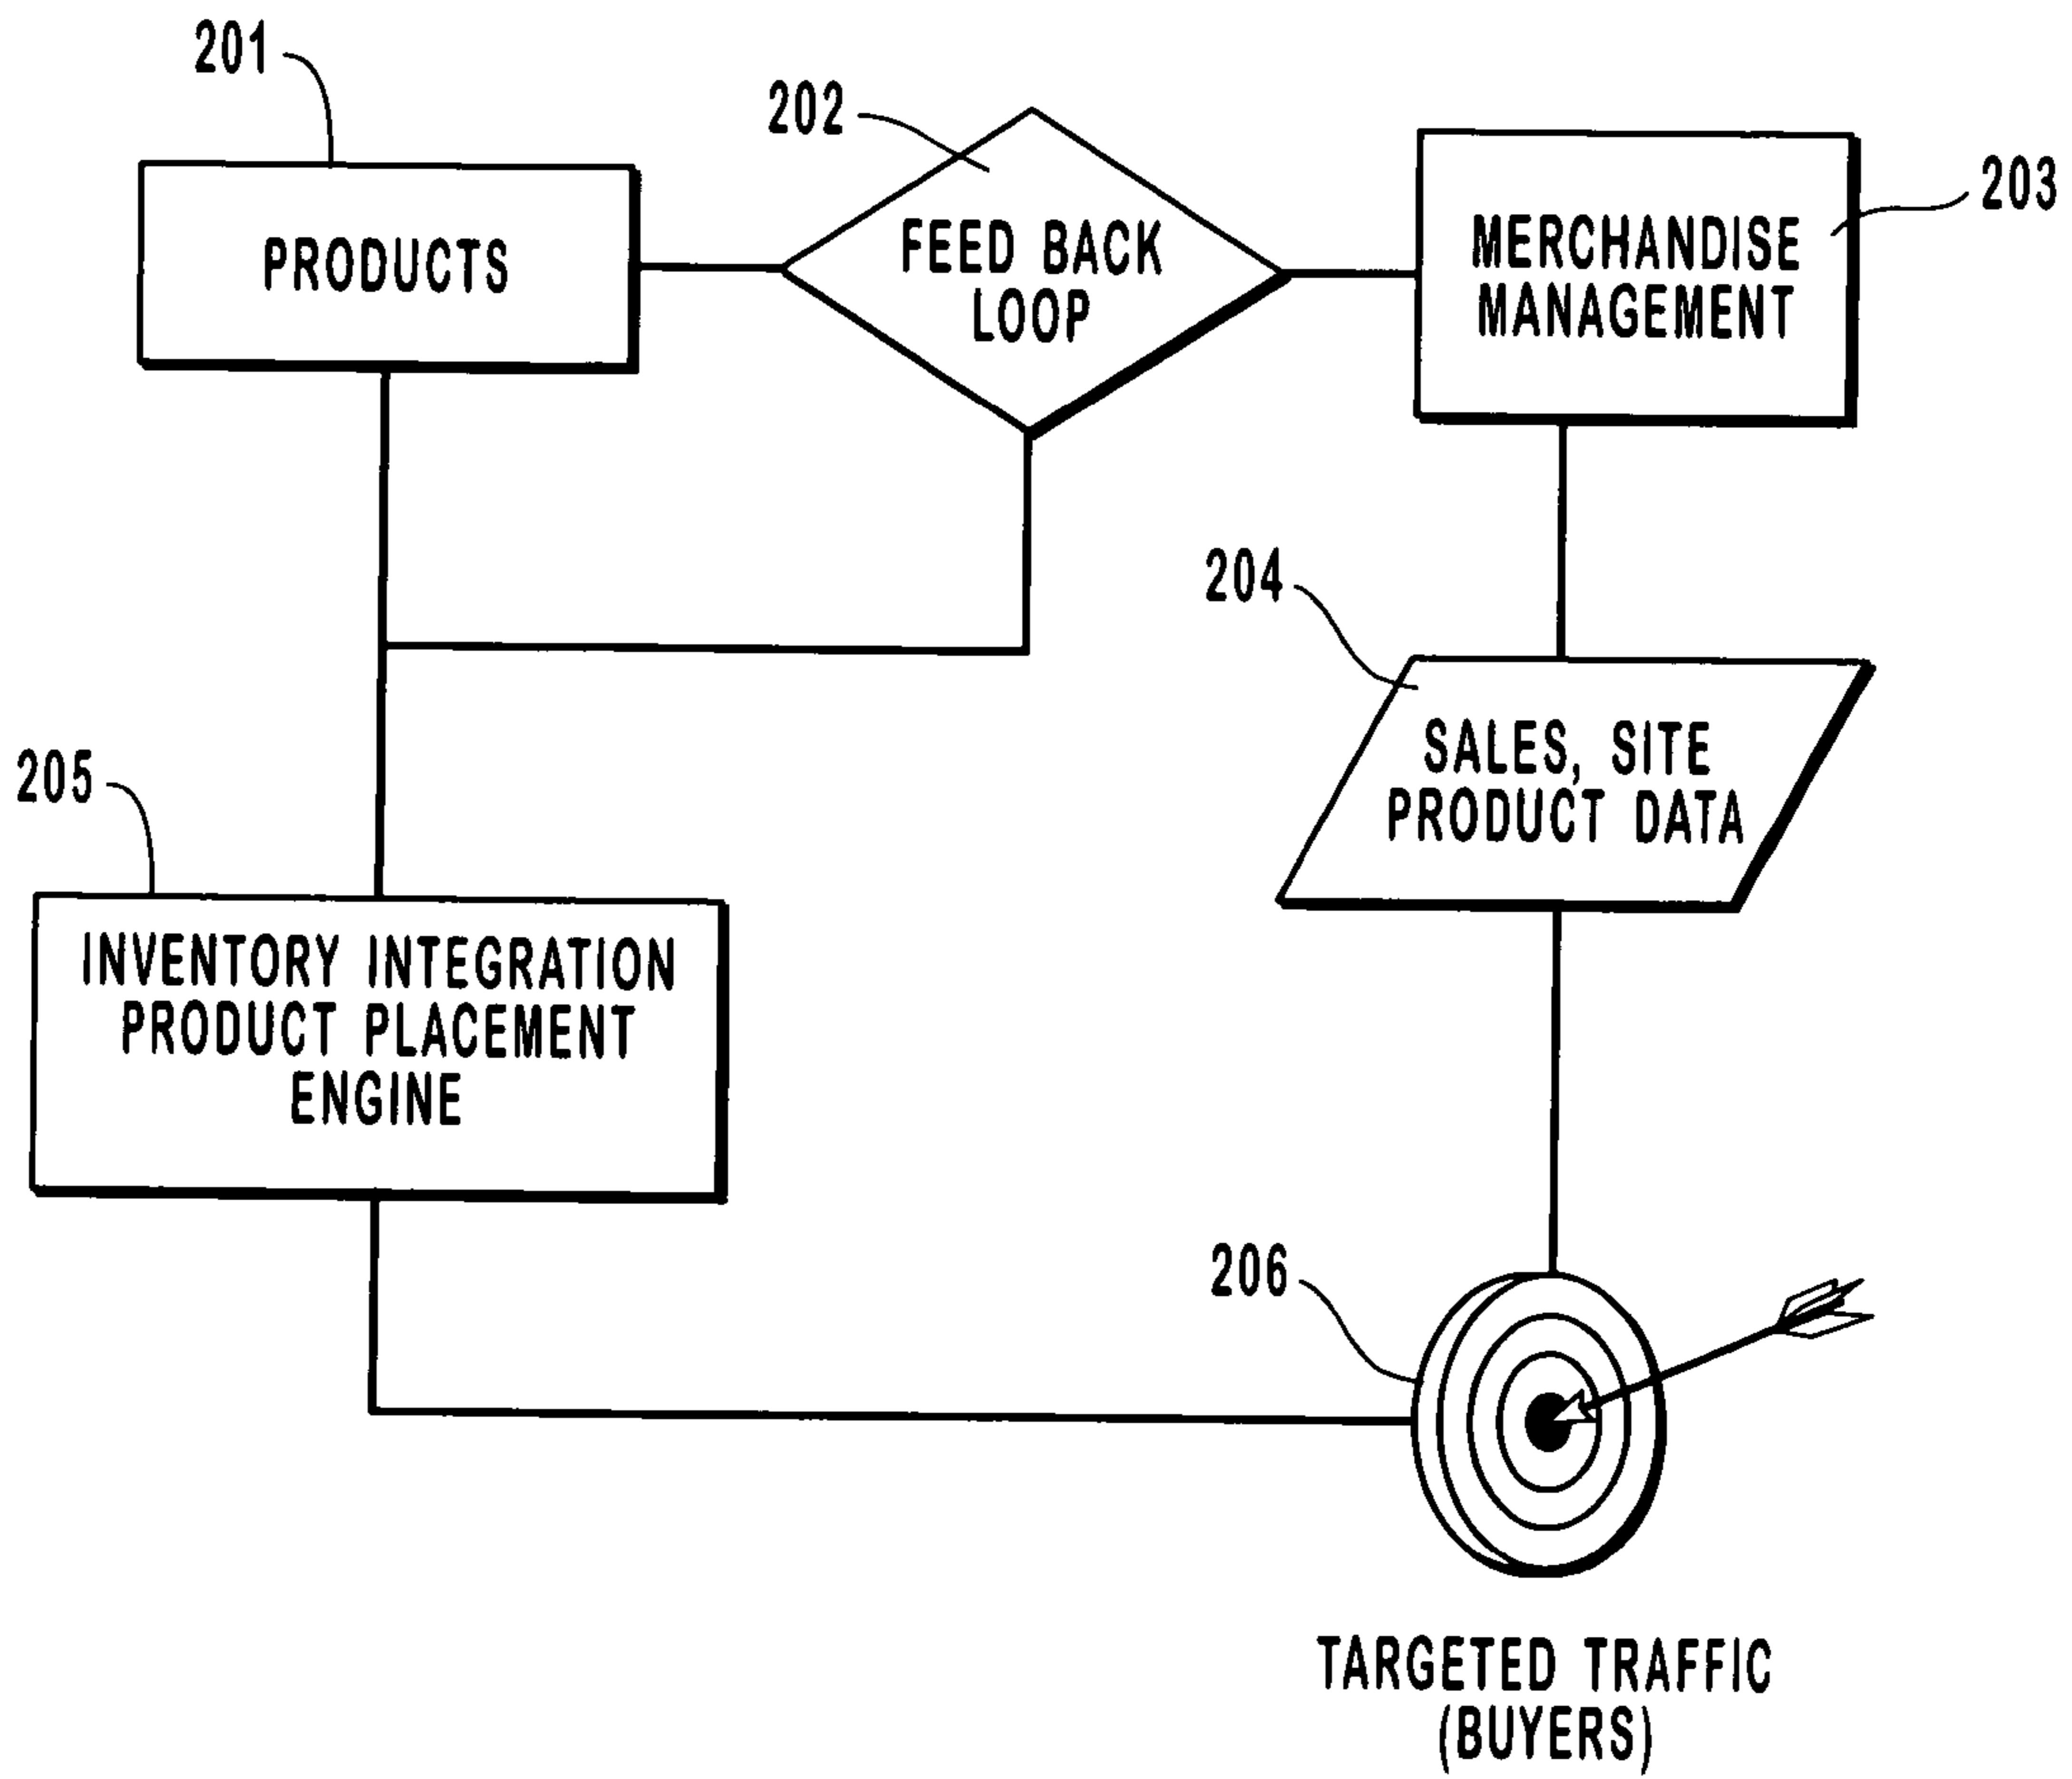 201
202
203
PRODUCTS
FEED BACK
LOOP
MERCHANDISE
MANAGEMENT
204
SALES, SITE
PRODUCT DATA
205
INVENTORY INTEGRATION
PRODUCT PLACEMENT
ENGINE
206
TARGETED TRAFFIC
(BUYERS)